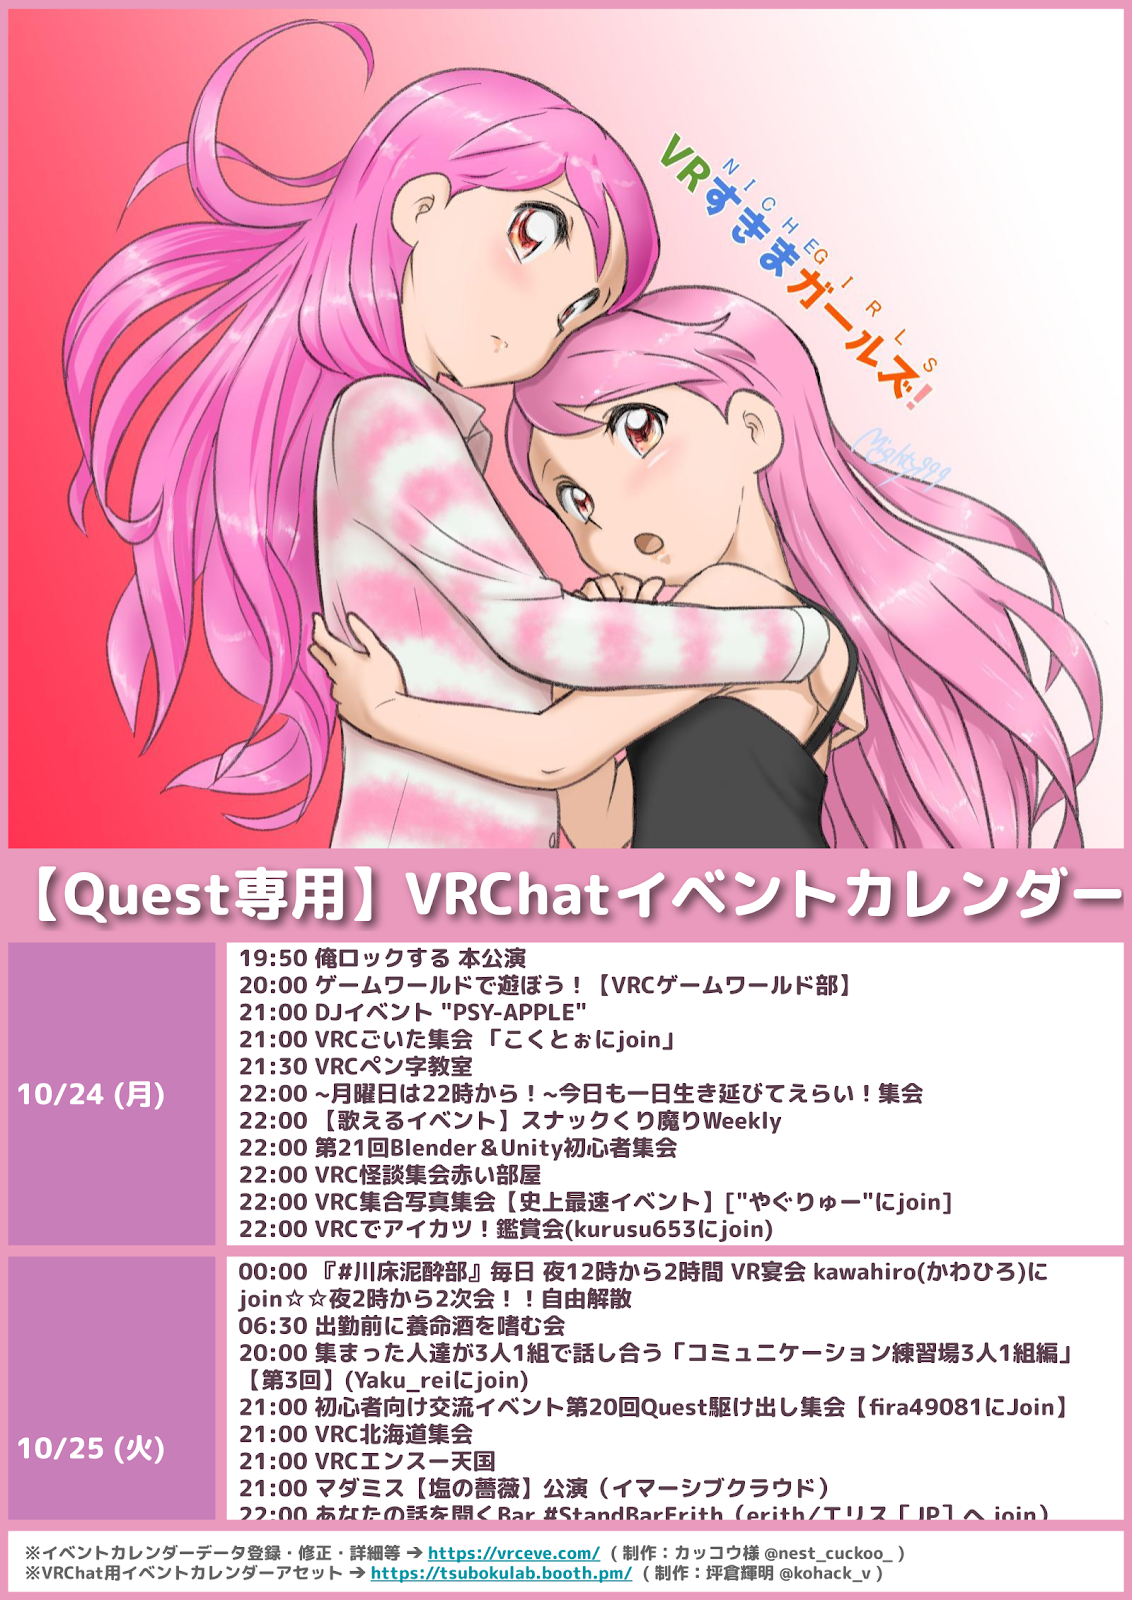 NICHE GIRLS
VRすきまガールズ!
Mighty999
【Quest専用】VRChatイベントカレンダー
10/24 (月)
19:50 俺ロックする 本公演
20:00 ゲームワールドで遊ぼう！【VRCゲームワールド部】
21:00 DJイベント "PSY-APPLE"
21:00 VRCごいた集会 「こくとぉにjoin」
21:30 VRCペン字教室
22:00 ~月曜日は22時から！~今日も一日生き延びてえらい！集会
22:00 【歌えるイベント】スナックくり魔りWeekly
22:00 第21回Blender＆Unity初心者集会
22:00 VRC怪談集会赤い部屋
22:00 VRC集合写真集会【史上最速イベント】["やぐりゅー"にjoin]
22:00 VRCでアイカツ！鑑賞会(kurusu653にjoin)
10/25 (火)
00:00 『#川床泥酔部』毎日 夜12時から2時間 VR宴会 kawahiro(かわひろ)に
join☆☆夜2時から2次会！！自由解散
06:30 出勤前に養命酒を嗜む会
20:00 集まった人達が3人1組で話し合う「コミュニケーション練習場3人1組編」
【第3回】(Yaku_reiにjoin)
21:00 初心者向け交流イベント第20回Quest駆け出し集会【fira49081にJoin】
21:00 VRC北海道集会
21:00 VRCエンスー天国
21:00 マダミス【塩の薔薇】公演（イマーシブクラウド）
22:00 あなたの話を聞くBar #StandBarErith（erith/エリス［JP］へ join）
※イベントカレンダーデータ登録・修正・詳細等 ➔ https://vrceve.com/ ( 制作：カッコウ様 @nest_cuckoo_ )
※VRChat用イベントカレンダーアセット ➔ https://tsubokulab.booth.pm/ ( 制作：坪倉輝明 @kohack_v )